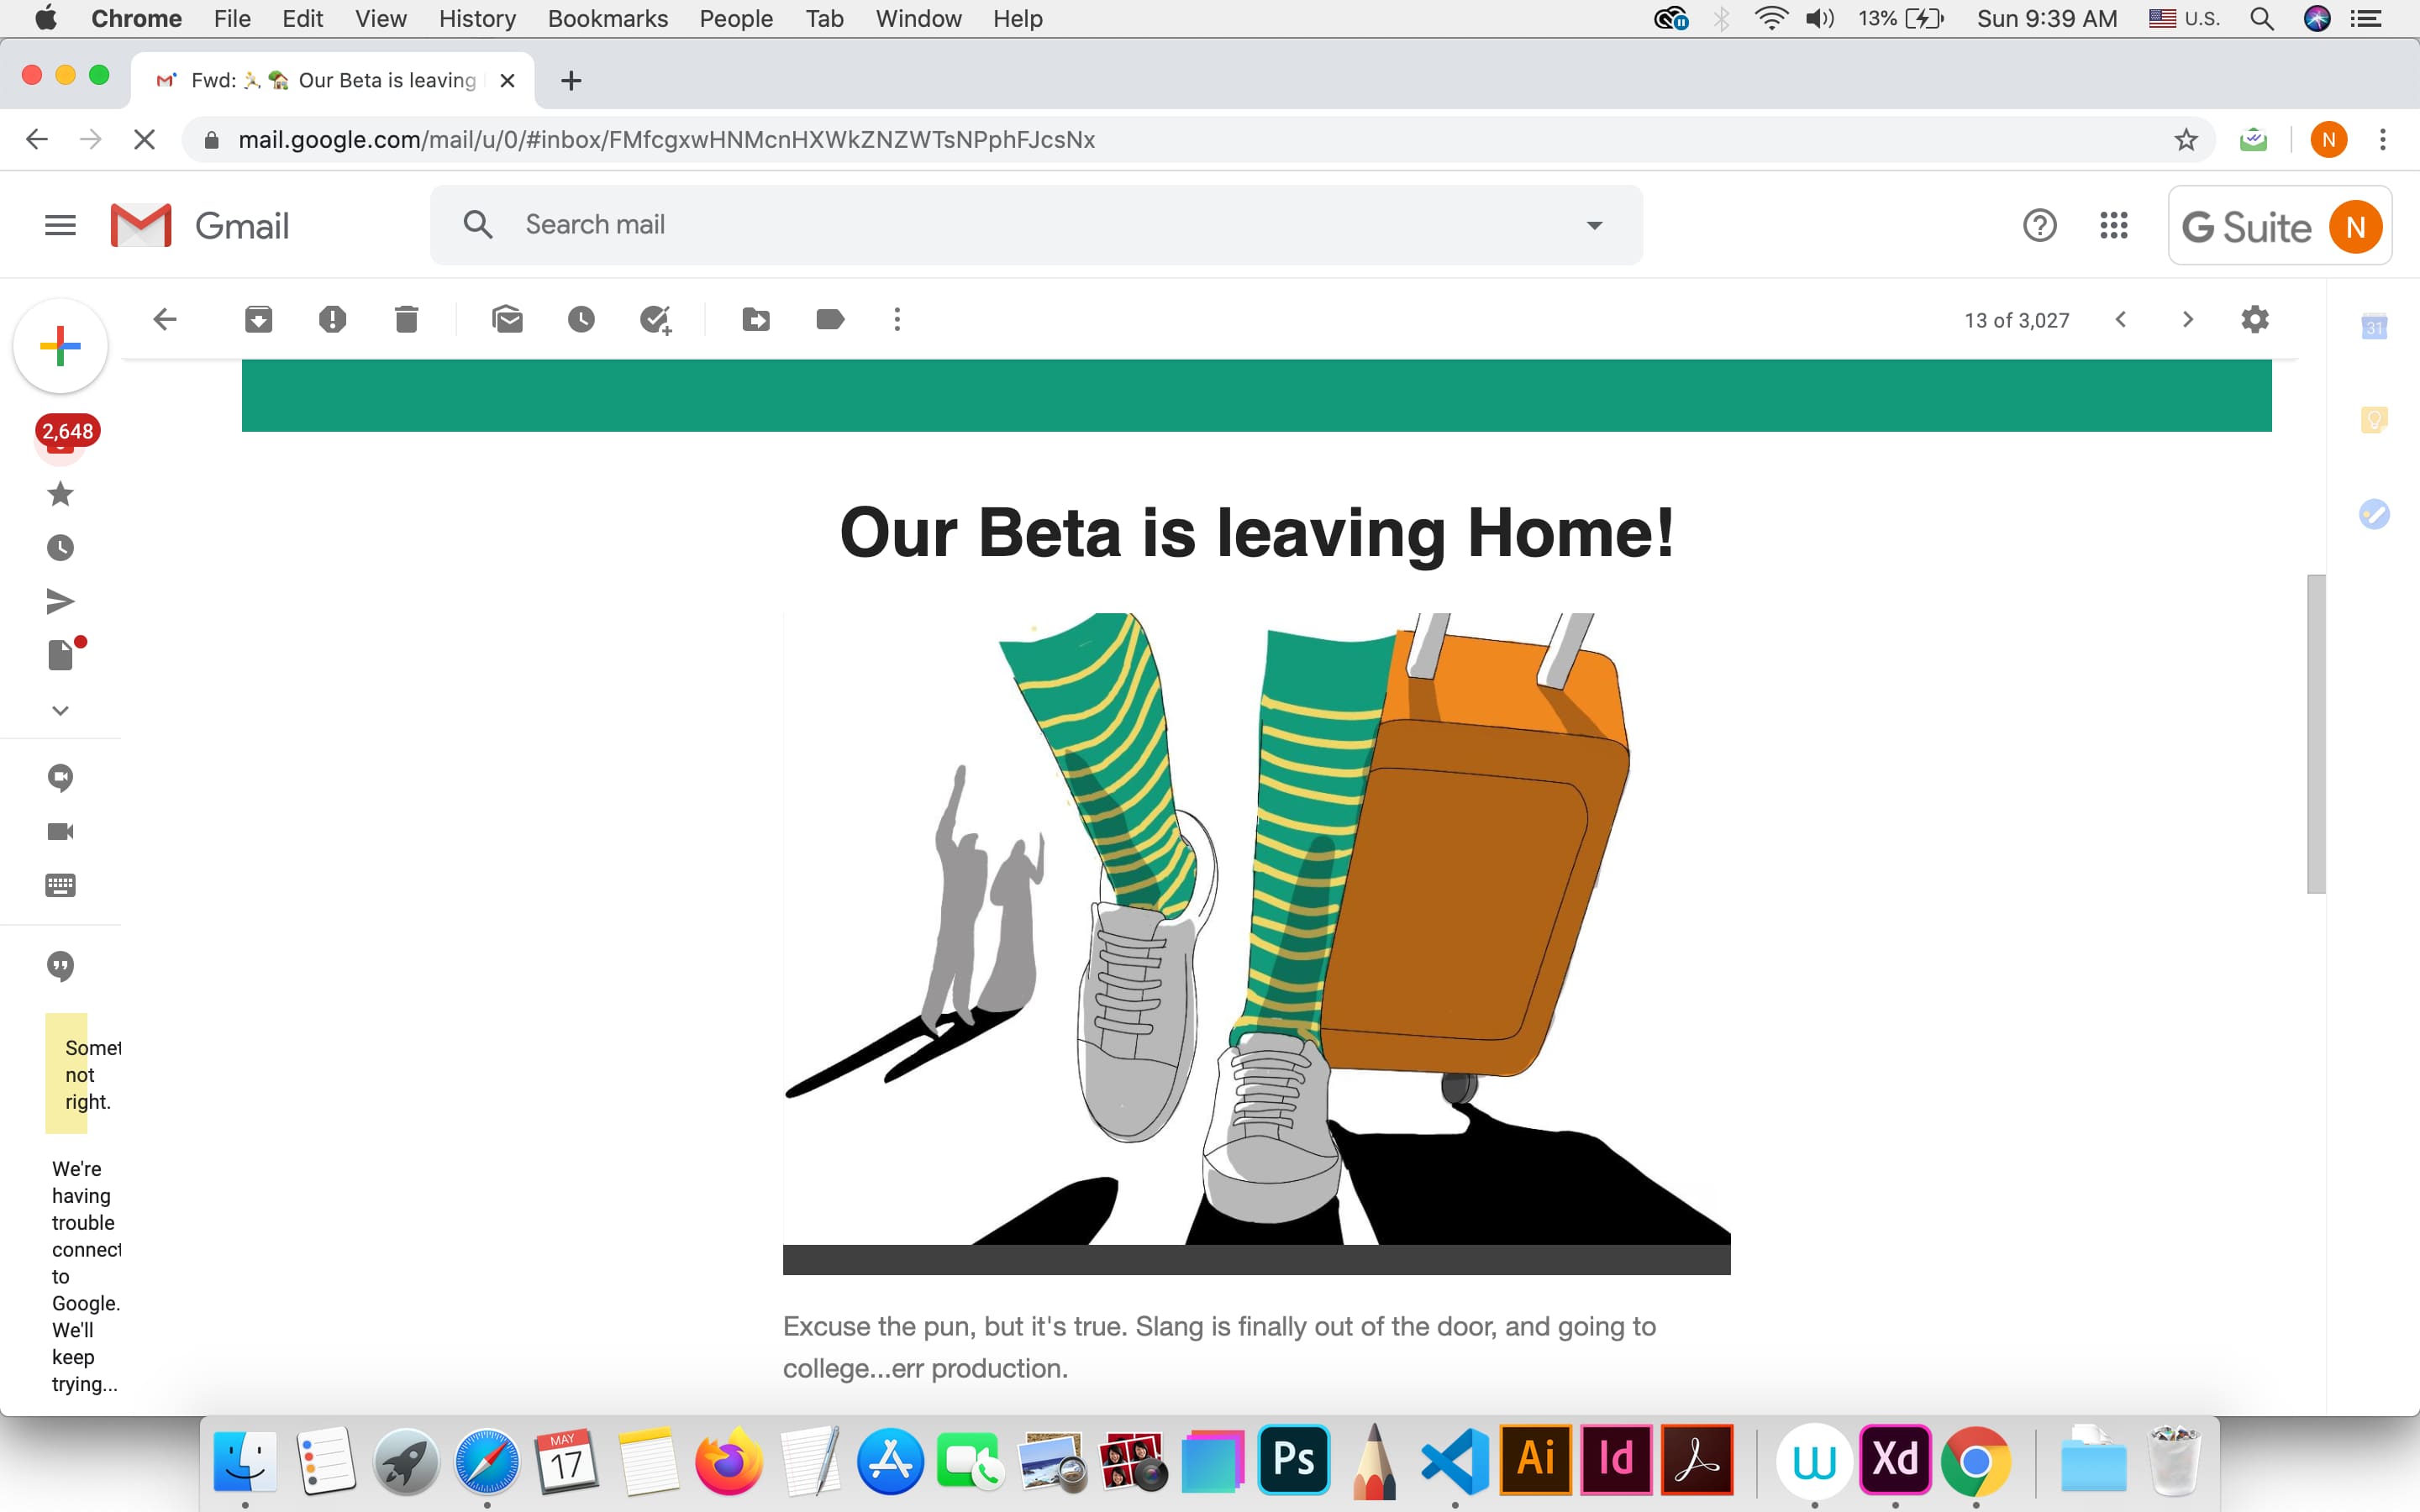 Chrome File Edit View History Bookmarks People Tab Window Help 13% Sun 9:39 AM U.S.
Fwd: 🏃 🏡 Our Beta is leaving
mail.google.com/mail/u/0/#inbox/FMfcgxwHNMcnHXWkZNZWTsNPphFJcsNx N
Gmail Search mail G Suite N
13 of 3,027
31
2,648
Our Beta is leaving Home!
Somet
not
right.
We're
having
trouble
connect
to
Google.
We'll
keep
trying...
Excuse the pun, but it's true. Slang is finally out of the door, and going to
college...err production.
MAY
17
Ps
Ai
Id
Xd